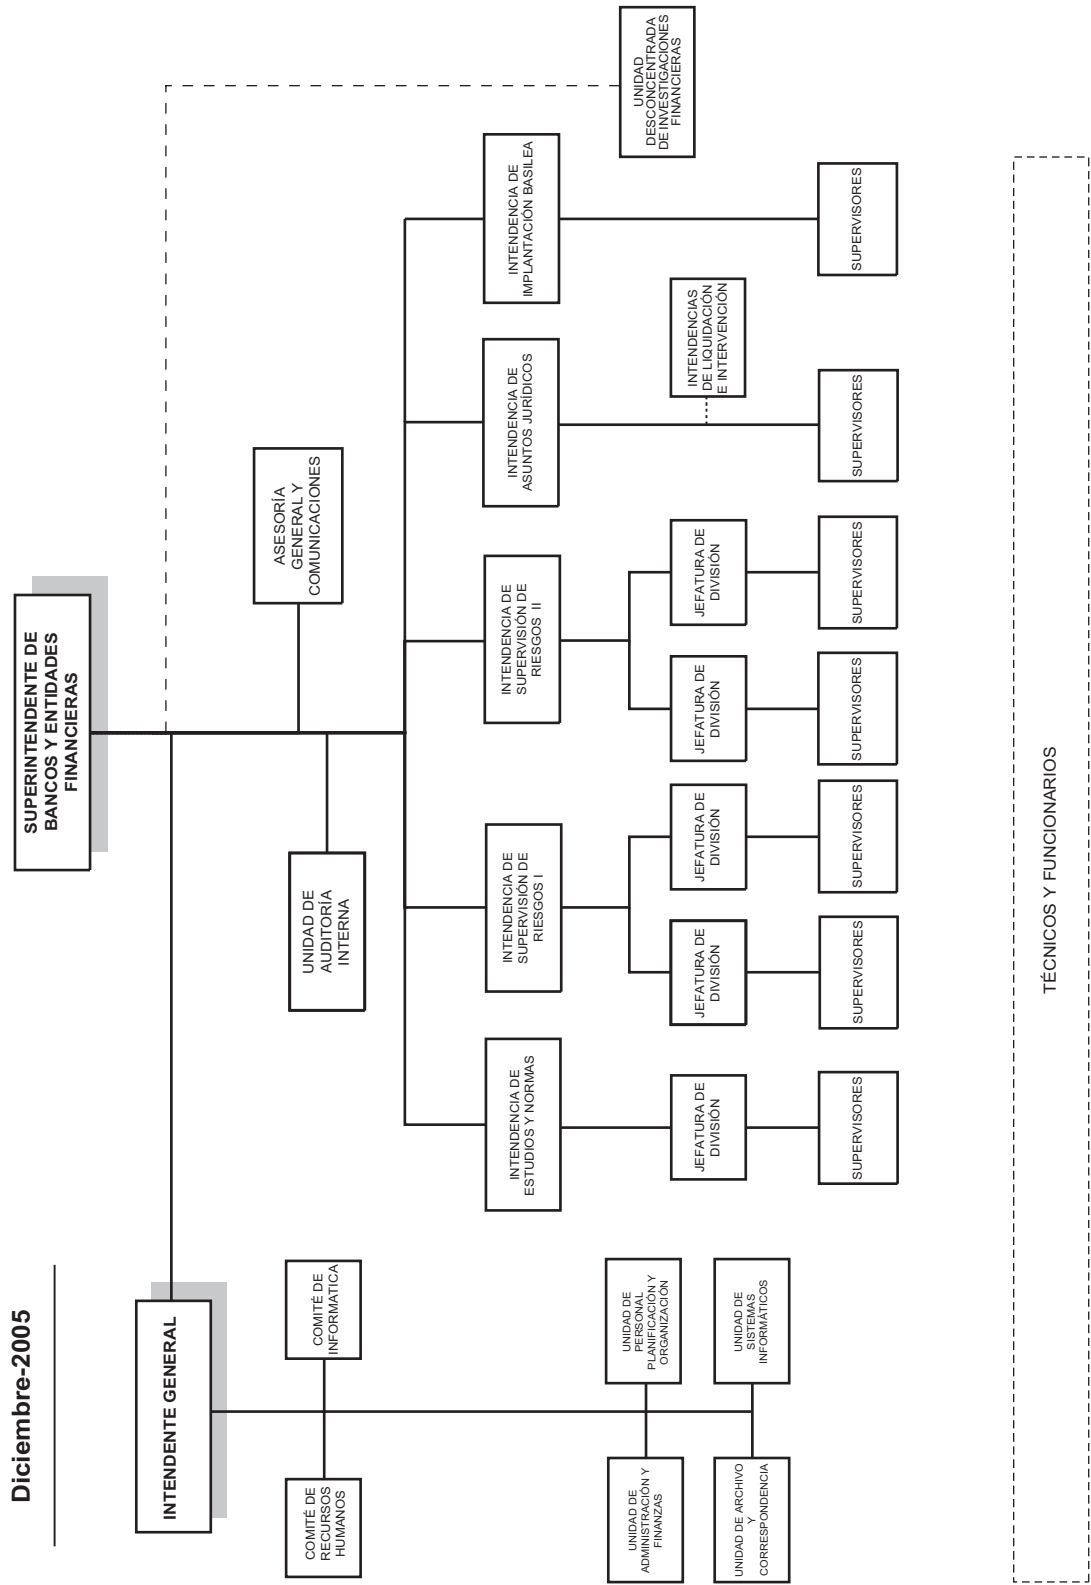 Diciembre-2005
SUPERINTENDENTE DE
BANCOS Y ENTIDADES
FINANCIERAS
INTENDENTE GENERAL
ASESORÍA
GENERAL Y
COMUNICACIONES
UNIDAD DE
AUDITORÍA
INTERNA
COMITÉ DE
RECURSOS
HUMANOS
COMITÉ DE
INFORMATICA
INTENDENCIA DE
ESTUDIOS Y NORMAS
INTENDENCIA DE
SUPERVISIÓN DE
RIESGOS I
INTENDENCIA DE
SUPERVISIÓN DE
RIESGOS II
INTENDENCIA DE
ASUNTOS JURÍDICOS
INTENDENCIA DE
IMPLANTACIÓN BASILEA
UNIDAD DE
ADMINISTRACIÓN Y
FINANZAS
UNIDAD DE
PERSONAL
PLANIFICACIÓN Y
ORGANIZACIÓN
UNIDAD
DESCONCENTRADA
DE INVESTIGACIONES
FINANCIERAS
JEFATURA DE
DIVISIÓN
JEFATURA DE
DIVISIÓN
JEFATURA DE
DIVISIÓN
JEFATURA DE
DIVISIÓN
JEFATURA DE
DIVISIÓN
INTENDENCIAS
DE LIQUIDACIÓN
E INTERVENCIÓN
UNIDAD DE ARCHIVO
Y
CORRESPONDENCIA
UNIDAD DE
SISTEMAS
INFORMÁTICOS
SUPERVISORES
SUPERVISORES
SUPERVISORES
SUPERVISORES
SUPERVISORES
SUPERVISORES
SUPERVISORES
TÉCNICOS Y FUNCIONARIOS